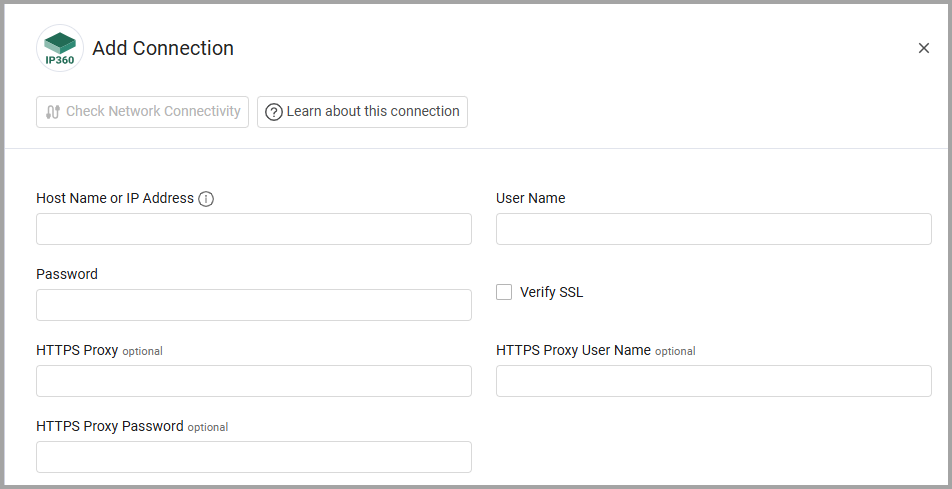 IP360
Add Connection
Check Network Connectivity
Learn about this connection
Host Name or IP Address
User Name
Password
Verify SSL
HTTPS Proxy optional
HTTPS Proxy User Name optional
HTTPS Proxy Password optional